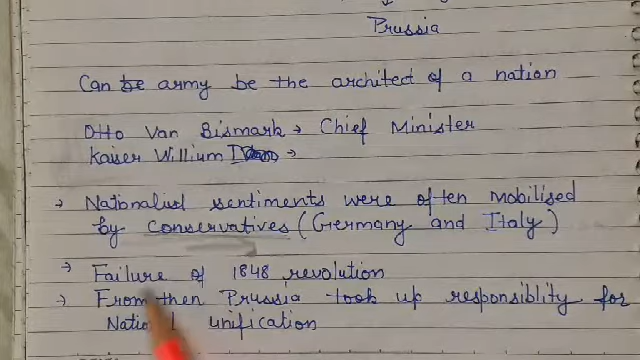 Prussia
Can be army be the architect of a nation
Otto Van Bismark → Chief Minister
Kaiser William I →
→ Nationalist sentiments were often mobilised
by conservatives (Germany and Italy)
→ Failure of 1848 revolution
→ From then Prussia took up responsiblity for
National unification